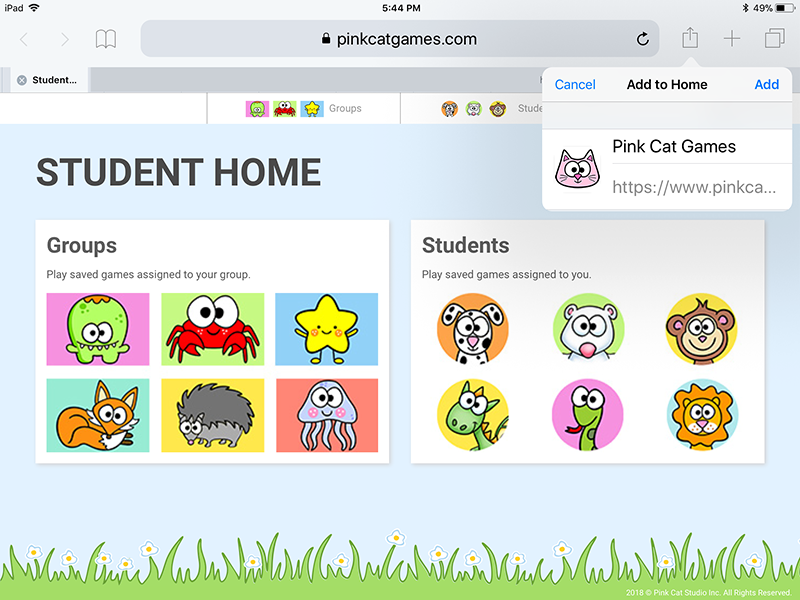 iPad 5:44 PM 49%
pinkcatgames.com
Student...
Cancel Add to Home Add
Groups Stude
Pink Cat Games
https://www.pinkca...
STUDENT HOME
Groups
Play saved games assigned to your group.
Students
Play saved games assigned to you.
2018 © Pink Cat Studio Inc. All Rights Reserved.